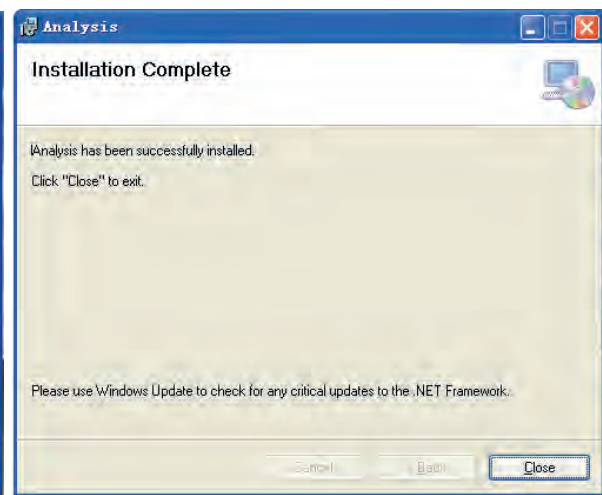 Analysis
Installation Complete
Analysis has been successfully installed.
Click "Close" to exit.
Please use Windows Update to check for any critical updates to the .NET Framework.
Cancel
Back
Close